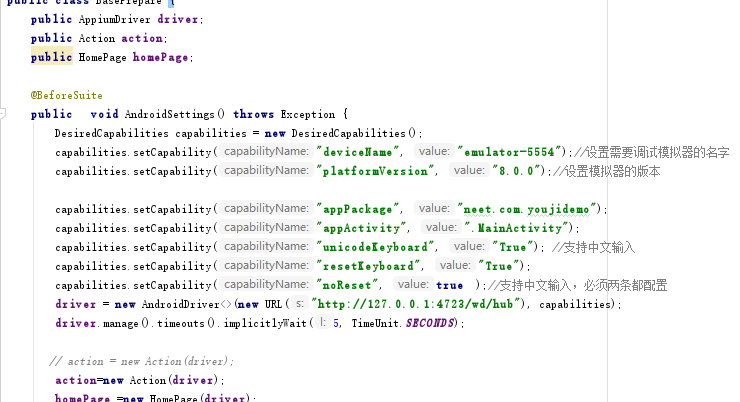 public class BasePrepare {
public AppiumDriver driver;
public Action action;
public HomePage homePage;
@BeforeSuite
public void AndroidSettings() throws Exception {
DesiredCapabilities capabilities = new DesiredCapabilities();
capabilities.setCapability( capabilityName: "deviceName", value: "emulator-5554");//设置需要调试模拟器的名字
capabilities.setCapability( capabilityName: "platformVersion", value: "8.0.0");//设置模拟器的版本
capabilities.setCapability( capabilityName: "appPackage", value: "neet.com.youjidemo");
capabilities.setCapability( capabilityName: "appActivity", value: ".MainActivity");
capabilities.setCapability( capabilityName: "unicodeKeyboard", value: "True"); //支持中文输入
capabilities.setCapability( capabilityName: "resetKeyboard", value: "True");
capabilities.setCapability( capabilityName: "noReset", value: true );//支持中文输入，必须两条都配置
driver = new AndroidDriver<>(new URL( s: "http://127.0.0.1:4723/wd/hub"), capabilities);
driver.manage().timeouts().implicitlyWait( l: 5, TimeUnit.SECONDS);
// action = new Action(driver);
action=new Action(driver);
homePage =new HomePage(driver);